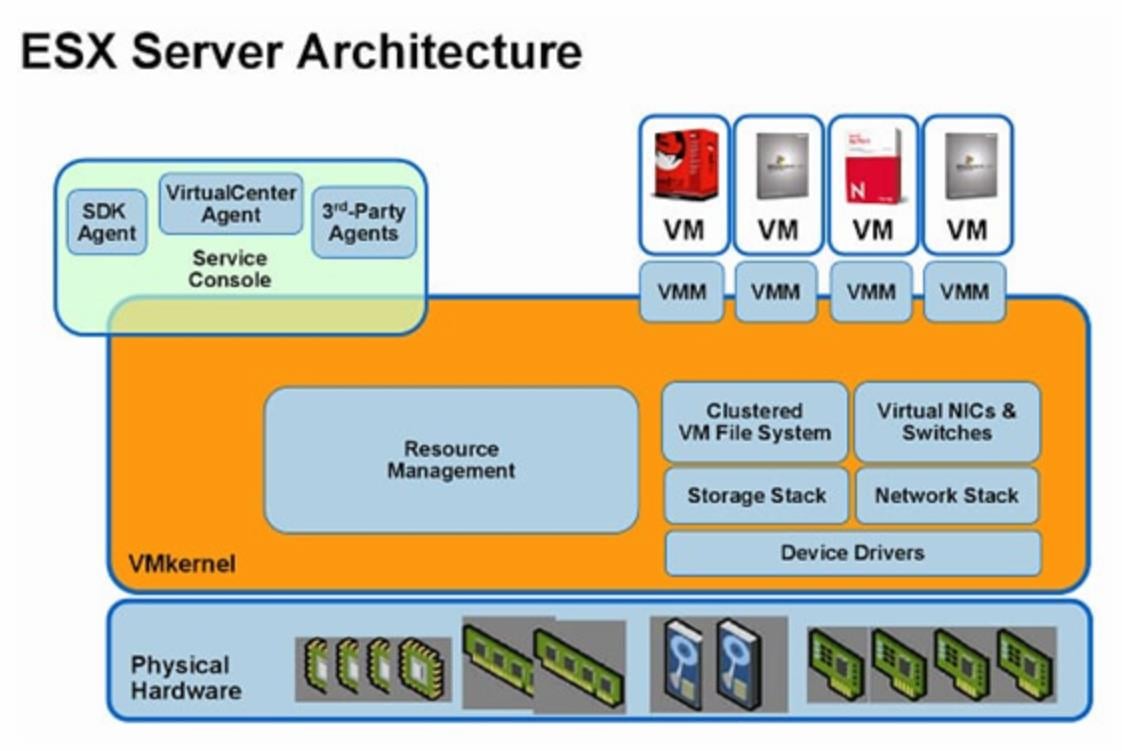 ESX Server Architecture
SDK
Agent
VirtualCenter
Agent
3rd-Party
Agents
Service
Console
N
VM
VM
VM
VM
VMM
VMM
VMM
VMM
Resource
Management
Clustered
VM File System
Virtual NICs &
Switches
Storage Stack
Network Stack
Device Drivers
VMkernel
Physical
Hardware